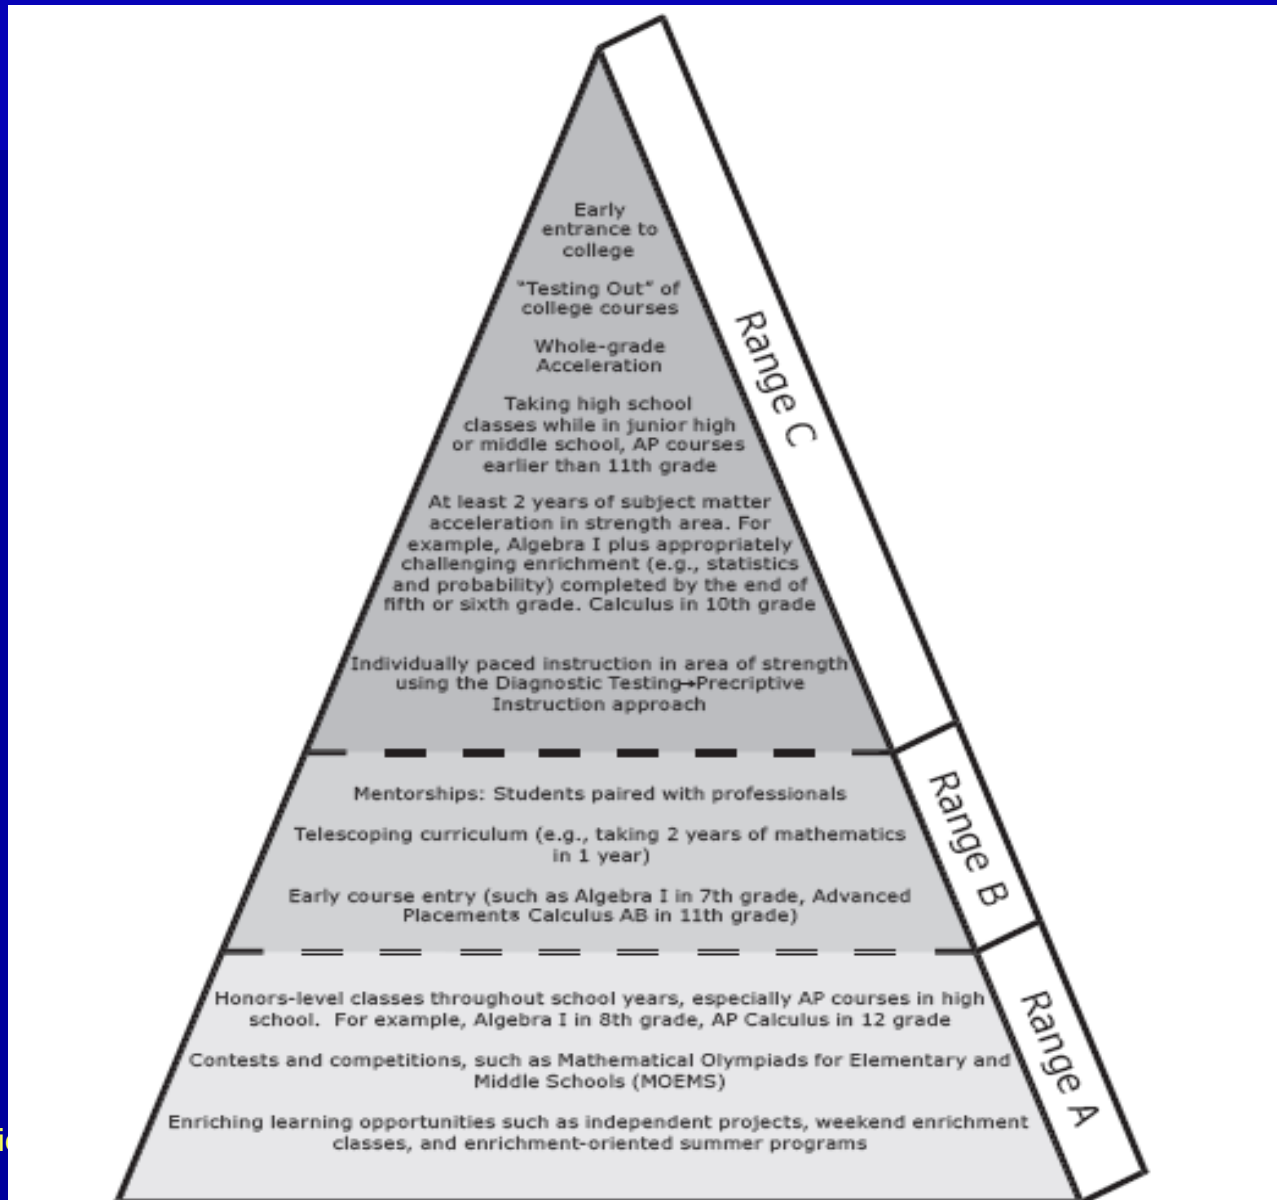 Early
entrance to
college
"Testing Out" of
college courses
Whole-grade
Acceleration
Taking high school
classes while in junior high
or middle school, AP courses
earlier than 11th grade
At least 2 years of subject matter
acceleration in strength area. For
example, Algebra I plus appropriately
challenging enrichment (e.g., statistics
and probability) completed by the end of
fifth or sixth grade. Calculus in 10th grade
Individually paced instruction in area of strength
using the Diagnostic Testing→Precriptive
Instruction approach
Range C
Mentorships: Students paired with professionals
Telescoping curriculum (e.g., taking 2 years of mathematics
in 1 year)
Early course entry (such as Algebra I in 7th grade, Advanced
Placement® Calculus AB in 11th grade)
Range B
Honors-level classes throughout school years, especially AP courses in high
school. For example, Algebra I in 8th grade, AP Calculus in 12 grade
Contests and competitions, such as Mathematical Olympiads for Elementary and
Middle Schools (MOEMS)
Enriching learning opportunities such as independent projects, weekend enrichment
classes, and enrichment-oriented summer programs
Range A